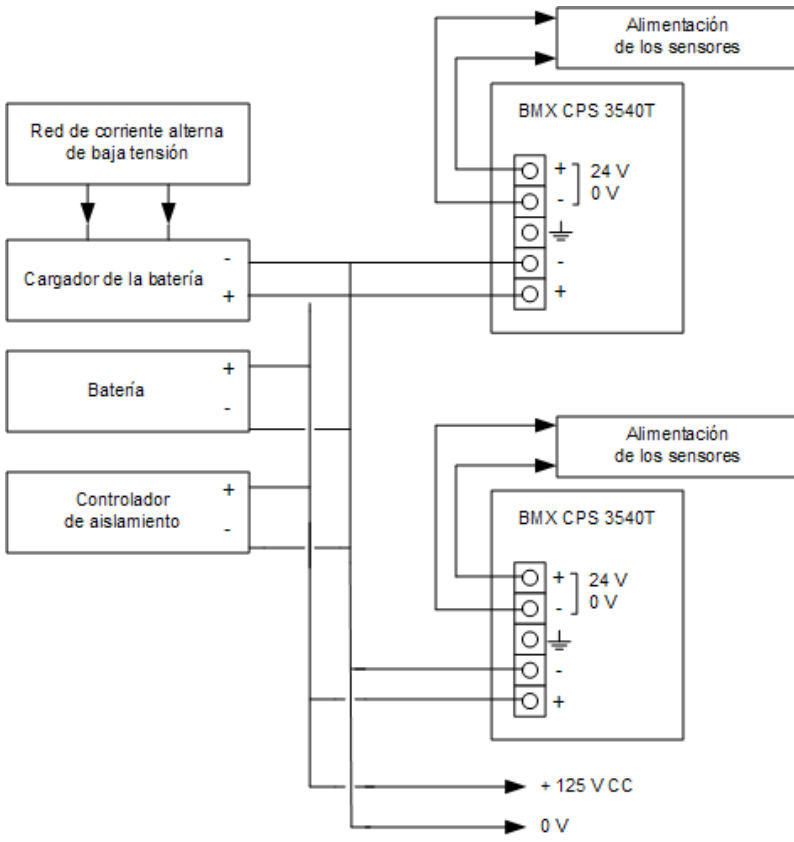 Alimentación
de los sensores
BMX CPS 3540T
+ 24 V
- 0 V
-
+
Red de corriente alterna
de baja tensión
Cargador de la batería
-
+
Batería
+
-
Controlador
de aislamiento
+
-
Alimentación
de los sensores
BMX CPS 3540T
+ 24 V
- 0 V
-
+
+ 125 V CC
0 V